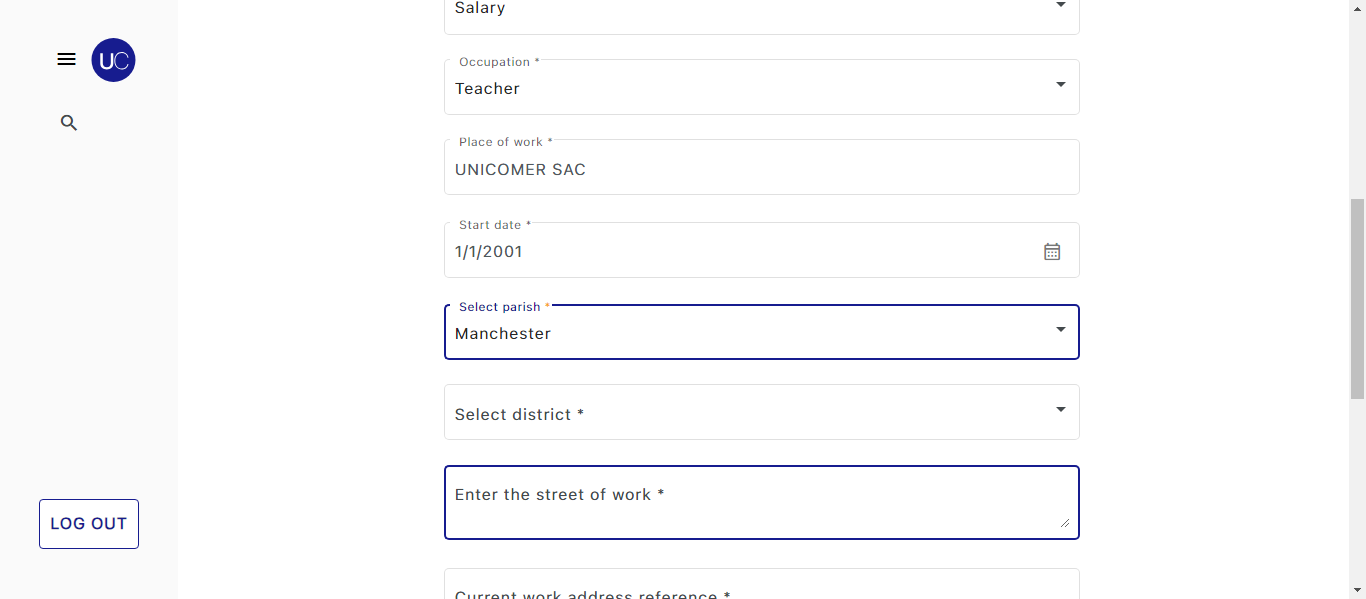 UC
LOG OUT
Salary
Occupation *
Teacher
Place of work *
UNICOMER SAC
Start date *
1/1/2001
Select parish *
Manchester
Select district *
Enter the street of work *
Current work address reference *